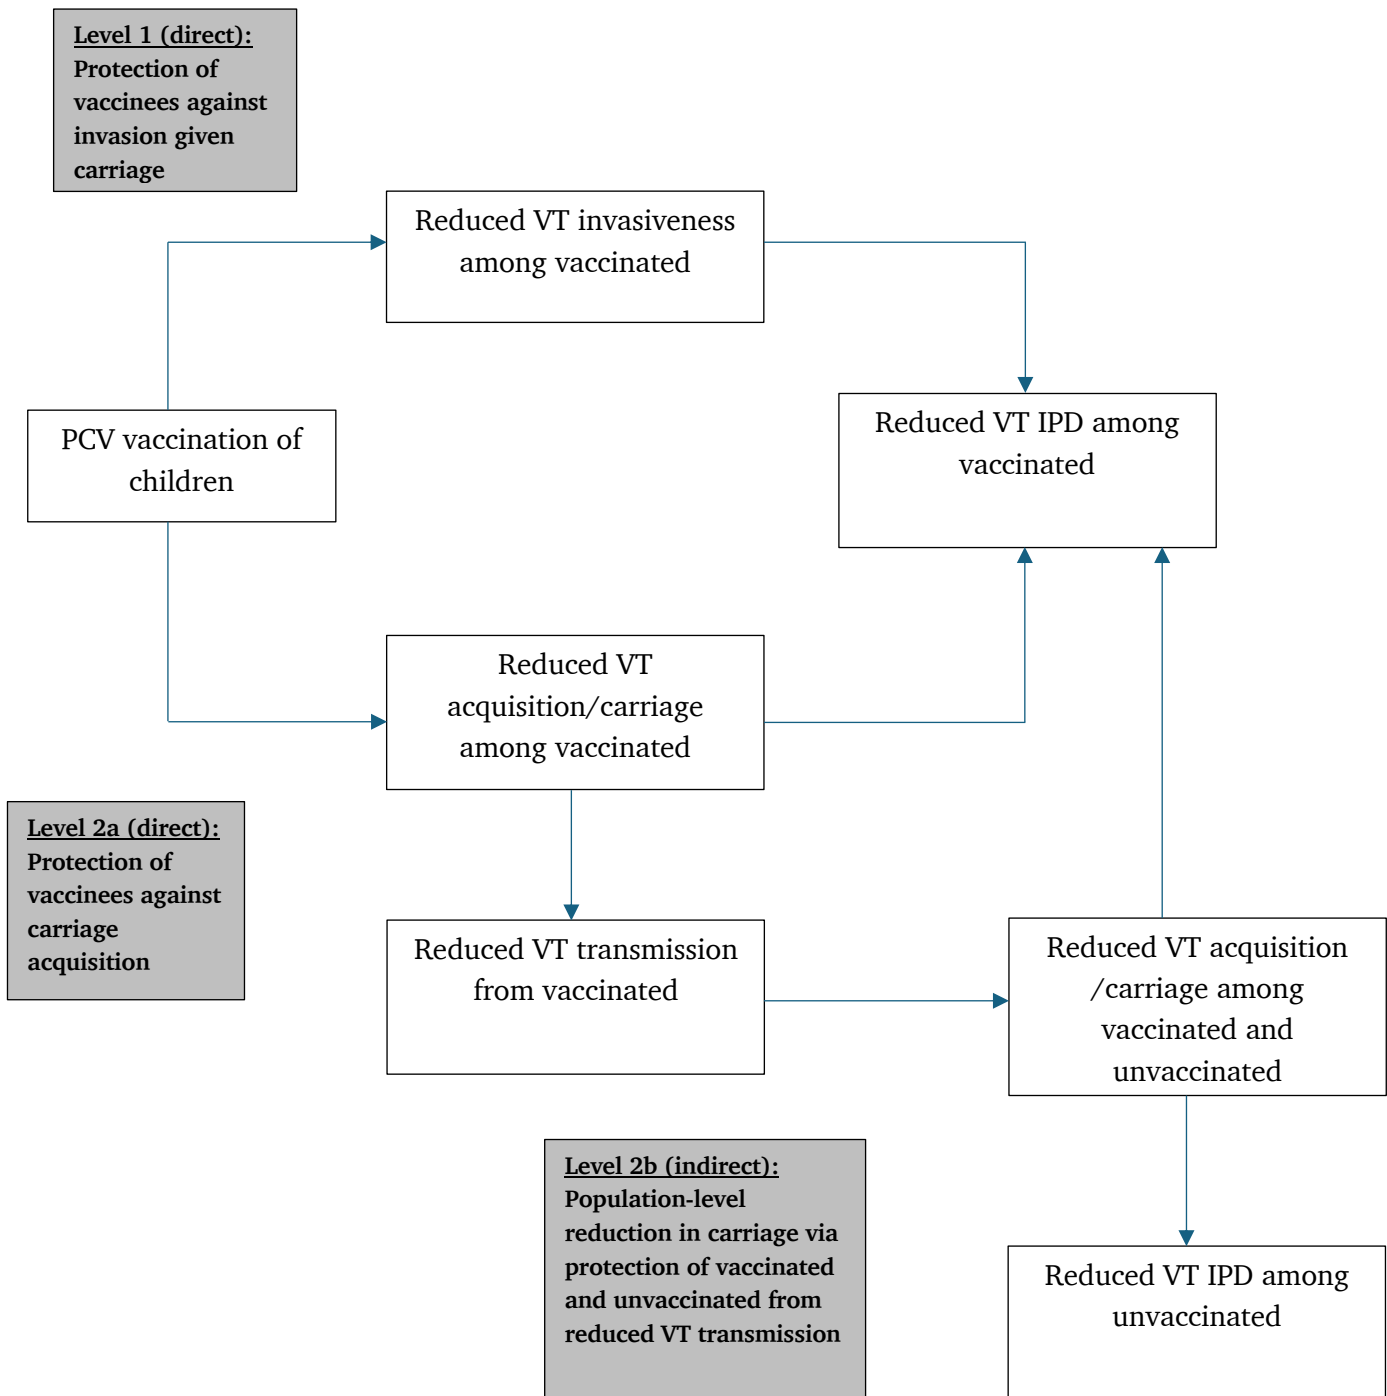 Level 1 (direct):
Protection of
vaccinees against
invasion given
carriage
Reduced VT invasiveness
among vaccinated
PCV vaccination of
children
Reduced VT IPD among
vaccinated
Reduced VT
acquisition/carriage
among vaccinated
Level 2a (direct):
Protection of
vaccinees against
carriage
acquisition
Reduced VT transmission
from vaccinated
Reduced VT acquisition
/carriage among
vaccinated and
unvaccinated
Level 2b (indirect):
Population-level
reduction in carriage via
protection of vaccinated
and unvaccinated from
reduced VT transmission
Reduced VT IPD among
unvaccinated